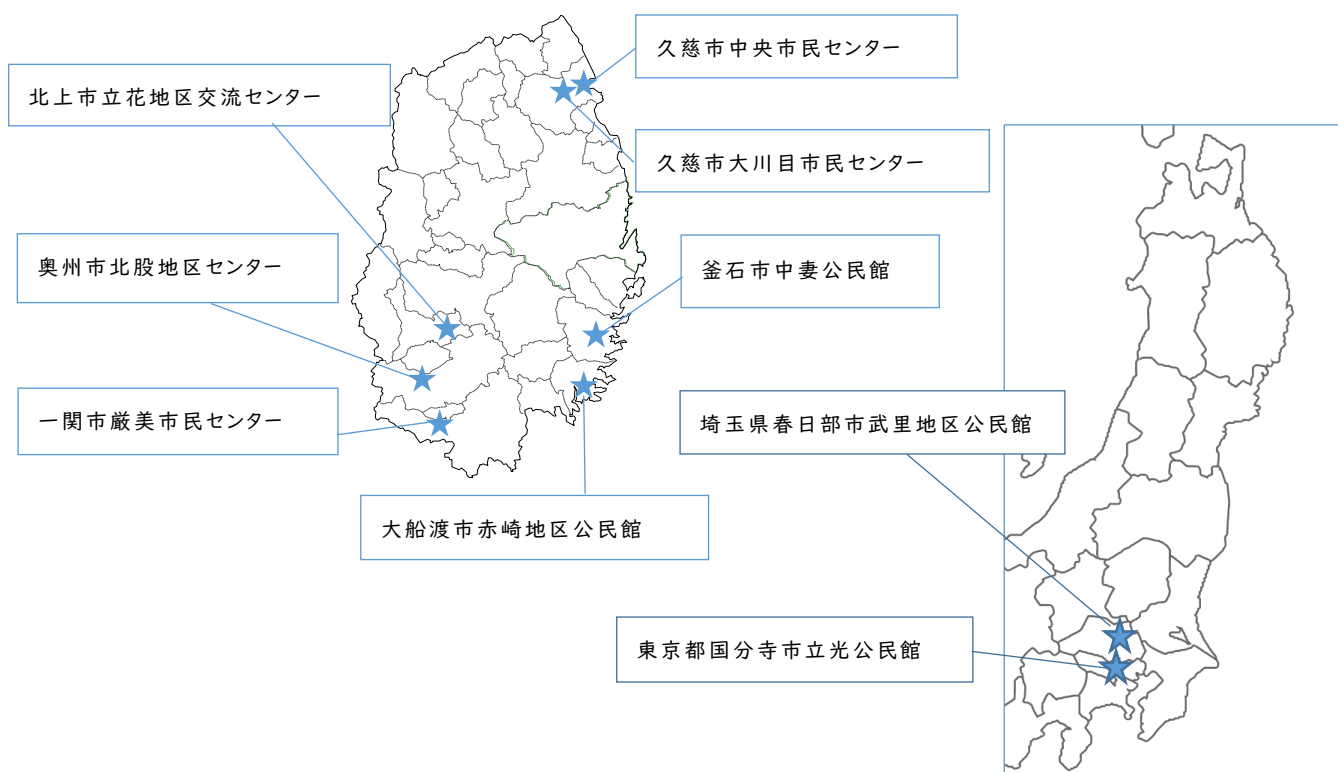 久慈市中央市民センター
北上市立花地区交流センター
久慈市大川目市民センター
奥州市北股地区センター
釜石市中妻公民館
一関市厳美市民センター
埼玉県春日部市武里地区公民館
大船渡市赤崎地区公民館
東京都国分寺市立光公民館